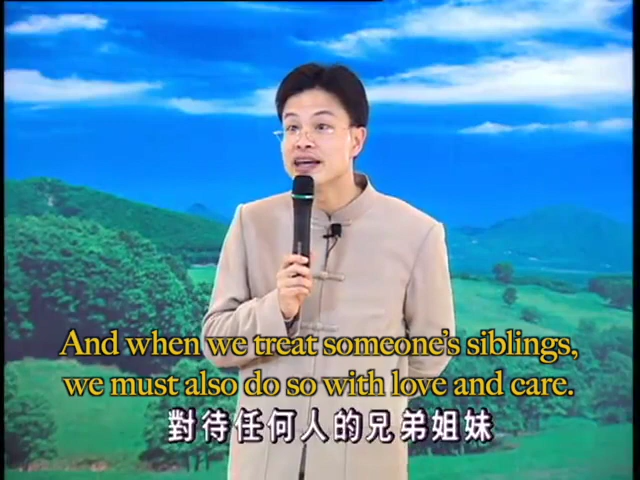 And when we treat someone's siblings,
we must also do so with love and care.
對待任何人的兄弟姐妹